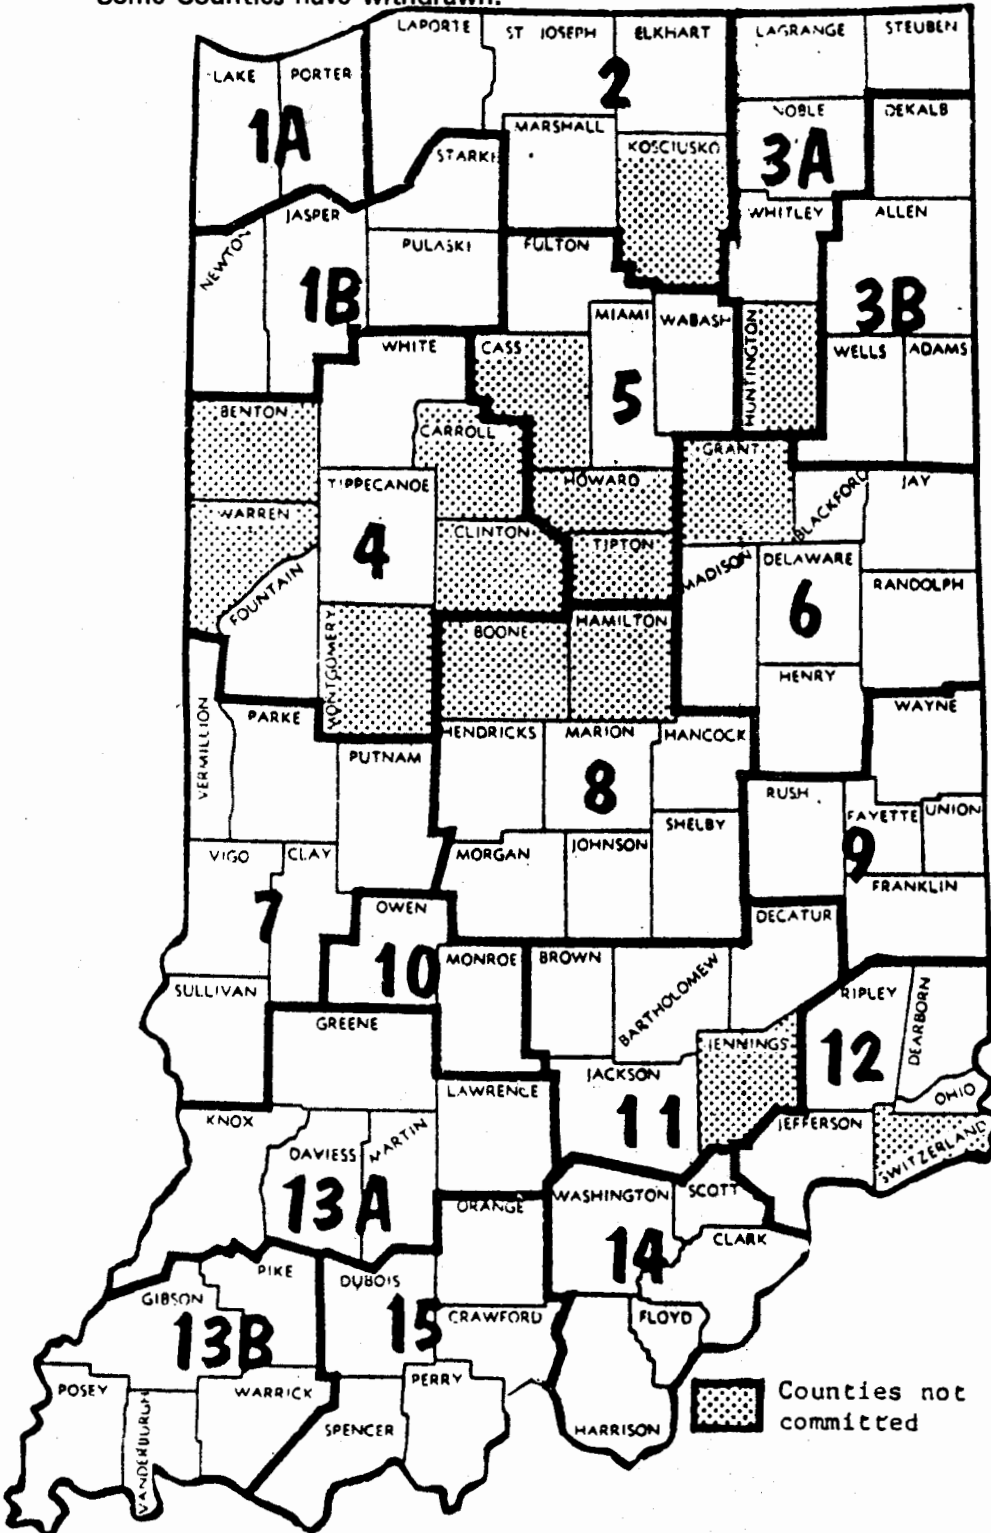 Some Counties have withdrawn.
LAPORTE
ST JOSEPH
ELKHART
LAGRANGE
STEUBEN
LAKE
PORTER
2
1A
MARSHALL
NOBLE
DEKALB
STARKE
KOSCIUSKO
3A
JASPER
WHITLEY
ALLEN
NEWTON
PULASKI
FULTON
1B
MIAMI
WABASH
HUNTINGTON
3B
WHITE
CASS
WELLS
ADAMS
5
BENTON
CARROLL
GRANT
TIPPECANOE
HOWARD
BLACKFORD
JAY
WARREN
4
CLINTON
TIPTON
MADISON
DELAWARE
FOUNTAIN
RANDOLPH
6
MONTGOMERY
BOONE
HAMILTON
HENRY
VERMILLION
PARKE
WAYNE
HENDRICKS
MARION
HANCOCK
PUTNAM
8
RUSH
FAYETTE
UNION
SHELBY
9
VIGO
CLAY
MORGAN
JOHNSON
FRANKLIN
7
OWEN
DECATUR
10
MONROE
BROWN
BARTHOLOMEW
SULLIVAN
RIPLEY
DEARBORN
GREENE
JENNINGS
12
JACKSON
LAWRENCE
OHIO
KNOX
11
JEFFERSON
SWITZERLAND
DAVIESS
MARTIN
13A
WASHINGTON
SCOTT
ORANGE
CLARK
14
PIKE
DUBOIS
GIBSON
13B
15
CRAWFORD
FLOYD
POSEY
VANDERBURGH
WARRICK
PERRY
SPENCER
HARRISON
Counties not
committed